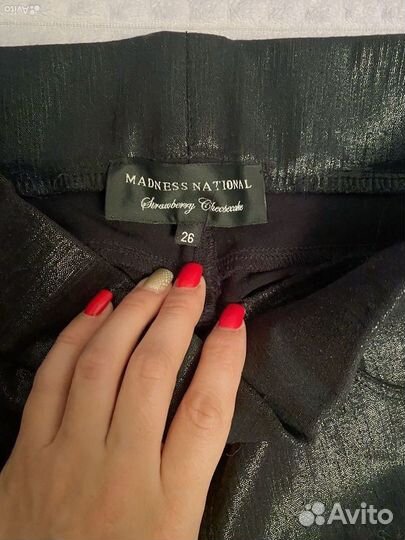 Avito
MADNESS NATIONAL
Strawberry Cheesecake
26
Avito